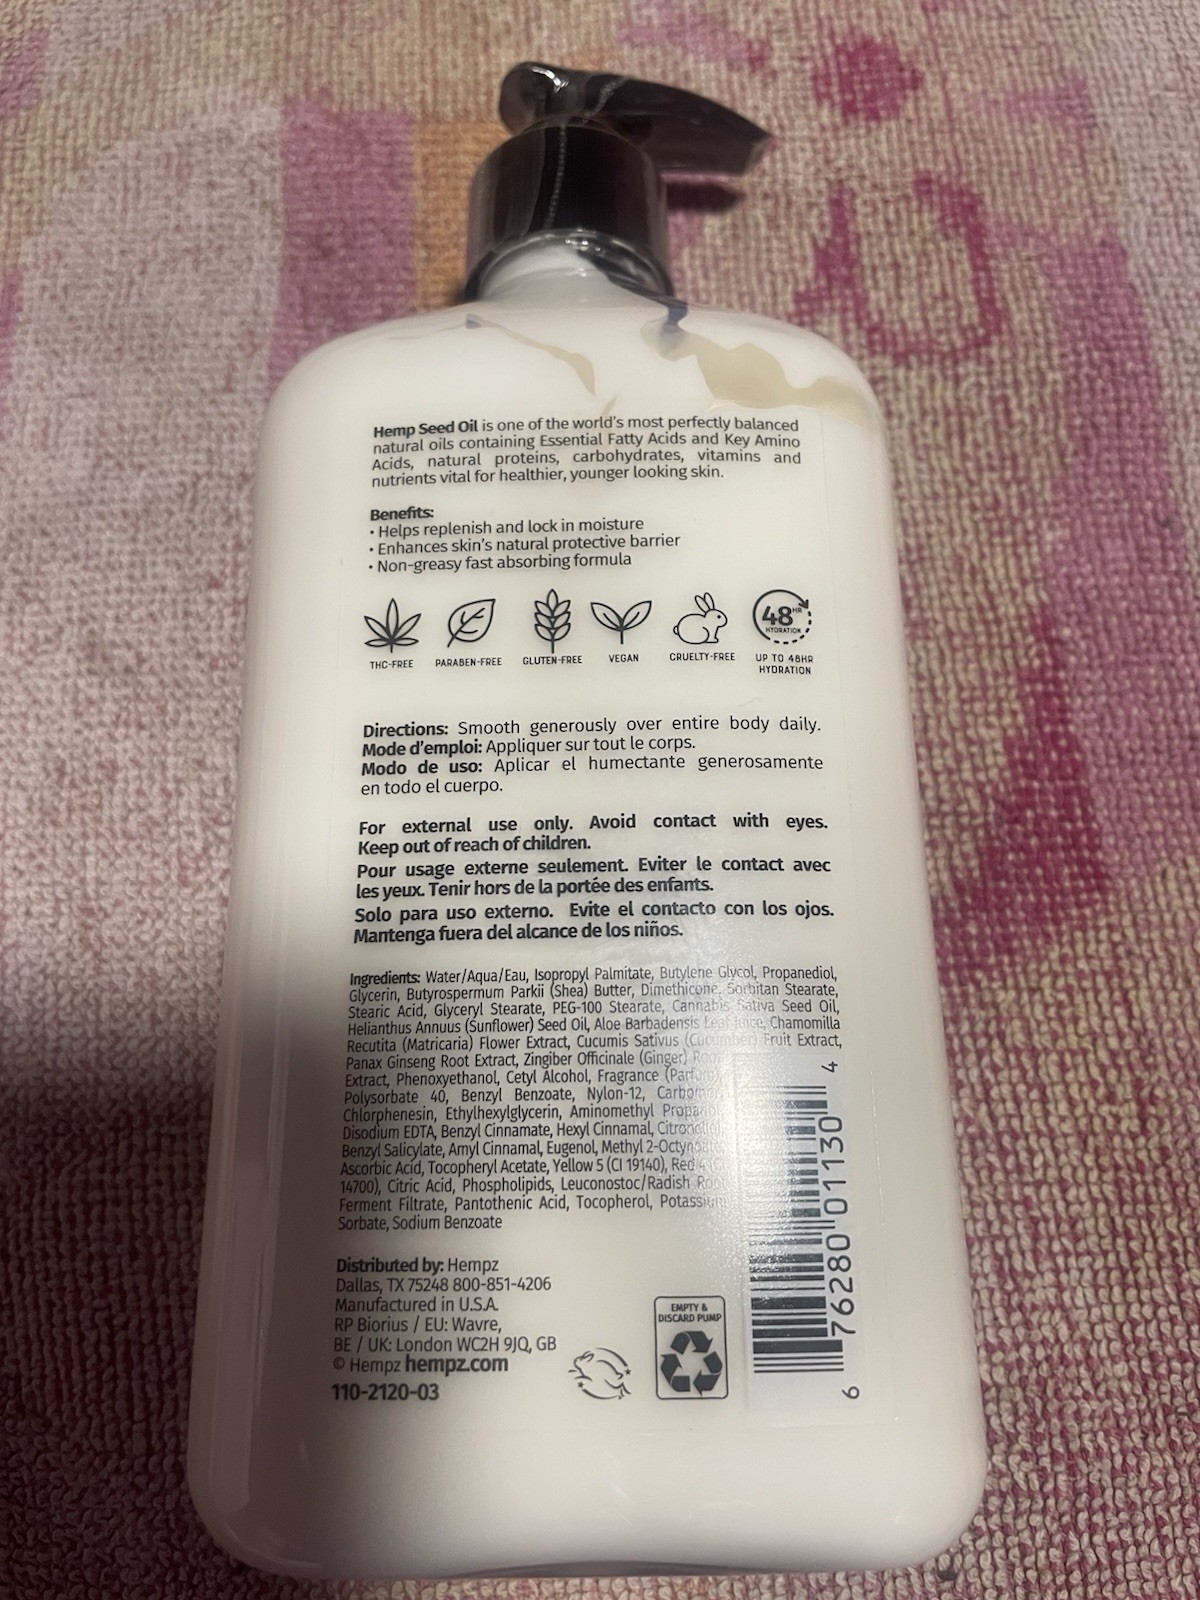 Hemp Seed Oil is one of the world's most perfectly balanced
natural oils containing Essential Fatty Acids and Key Amino
Acids, natural proteins, carbohydrates, vitamins and
nutrients vital for healthier, younger looking skin.
Benefits:
• Helps replenish and lock in moisture
• Enhances skin's natural protective barrier
• Non-greasy fast absorbing formula
48HR
HYDRATION
THC-FREE PARABEN-FREE GLUTEN-FREE VEGAN CRUELTY-FREE UP TO 48HR
HYDRATION
Directions: Smooth generously over entire body daily.
Mode d'emploi: Appliquer sur tout le corps.
Modo de uso: Aplicar el humectante generosamente
en todo el cuerpo.
For external use only. Avoid contact with eyes.
Keep out of reach of children.
Pour usage externe seulement. Eviter le contact avec
les yeux. Tenir hors de la portée des enfants.
Solo para uso externo. Evite el contacto con los ojos.
Mantenga fuera del alcance de los niños.
Ingredients: Water/Aqua/Eau, Isopropyl Palmitate, Butylene Glycol, Propanediol,
Glycerin, Butyrospermum Parkii (Shea) Butter, Dimethicone, Sorbitan Stearate,
Stearic Acid, Glyceryl Stearate, PEG-100 Stearate, Cannabis Sativa Seed Oil,
Helianthus Annuus (Sunflower) Seed Oil, Aloe Barbadensis Leaf Juice, Chamomilla
Recutita (Matricaria) Flower Extract, Cucumis Sativus (Cucumber) Fruit Extract,
Panax Ginseng Root Extract, Zingiber Officinale (Ginger)
Extract, Phenoxyethanol, Cetyl Alcohol, Fragrance (Parfum),
Polysorbate 40, Benzyl Benzoate, Nylon-12,
Chlorphenesin, Ethylhexylglycerin, Aminomethyl
Disodium EDTA, Benzyl Cinnamate, Hexyl Cinnamal,
Benzyl Salicylate, Amyl Cinnamal, Eugenol, Methyl
Ascorbic Acid, Tocopheryl Acetate, Yellow 5 (CI 19140), Red 4
14700), Citric Acid, Phospholipids, Leuconostoc/Radish
Ferment Filtrate, Pantothenic Acid, Tocopherol, Potassium
Sorbate, Sodium Benzoate
Distributed by: Hempz
Dallas, TX 75248 800-851-4206
Manufactured in U.S.A.
RP Biorius / EU: Wavre,
BE / UK: London WC2H 9JQ, GB
© Hempz hempz.com
110-2120-03
EMPTY &
DISCARD PUMP
6 76280 01130 4